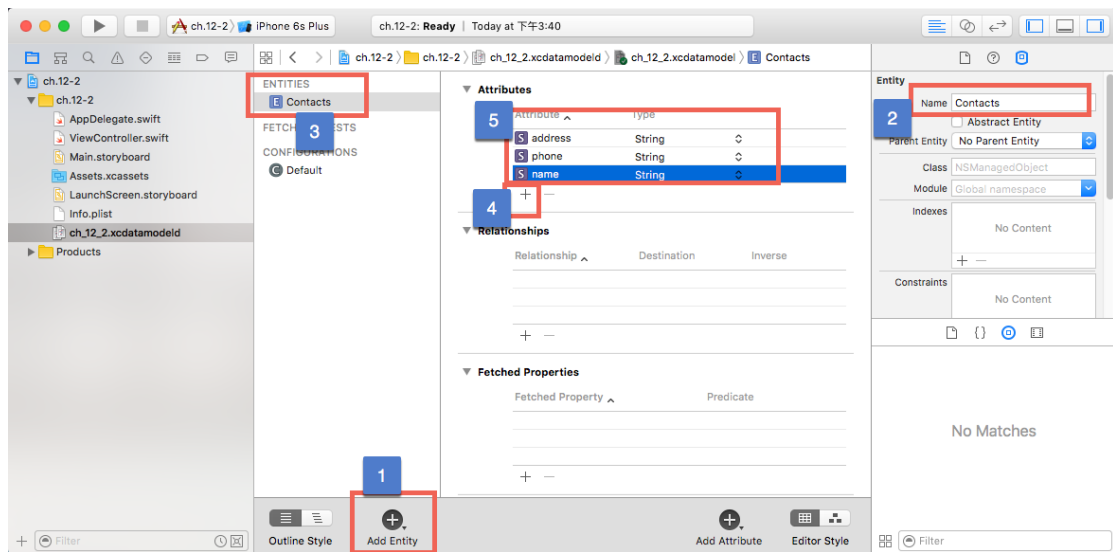 ch.12-2 〉 iPhone 6s Plus
ch.12-2: Ready | Today at 下午3:40
ch.12-2 〉 ch.12-2 〉 ch_12_2.xcdatamodeld 〉 ch_12_2.xcdatamodel 〉 E Contacts
ch.12-2
ch.12-2
AppDelegate.swift
ViewController.swift
Main.storyboard
Assets.xcassets
LaunchScreen.storyboard
Info.plist
ch_12_2.xcdatamodeld
Products
Filter
ENTITIES
E Contacts
3
CONFIGURATIONS
C Default
Attributes
5
Attribute Type
S address String
S phone String
S name String
4
Relationships
Relationship Destination Inverse
Fetched Properties
Fetched Property Predicate
1
Outline Style
Add Entity
Add Attribute
Editor Style
Entity
2
Name Contacts
Abstract Entity
Parent Entity No Parent Entity
Class NSManagedObject
Module Global namespace
Indexes
No Content
Constraints
No Content
No Matches
Filter